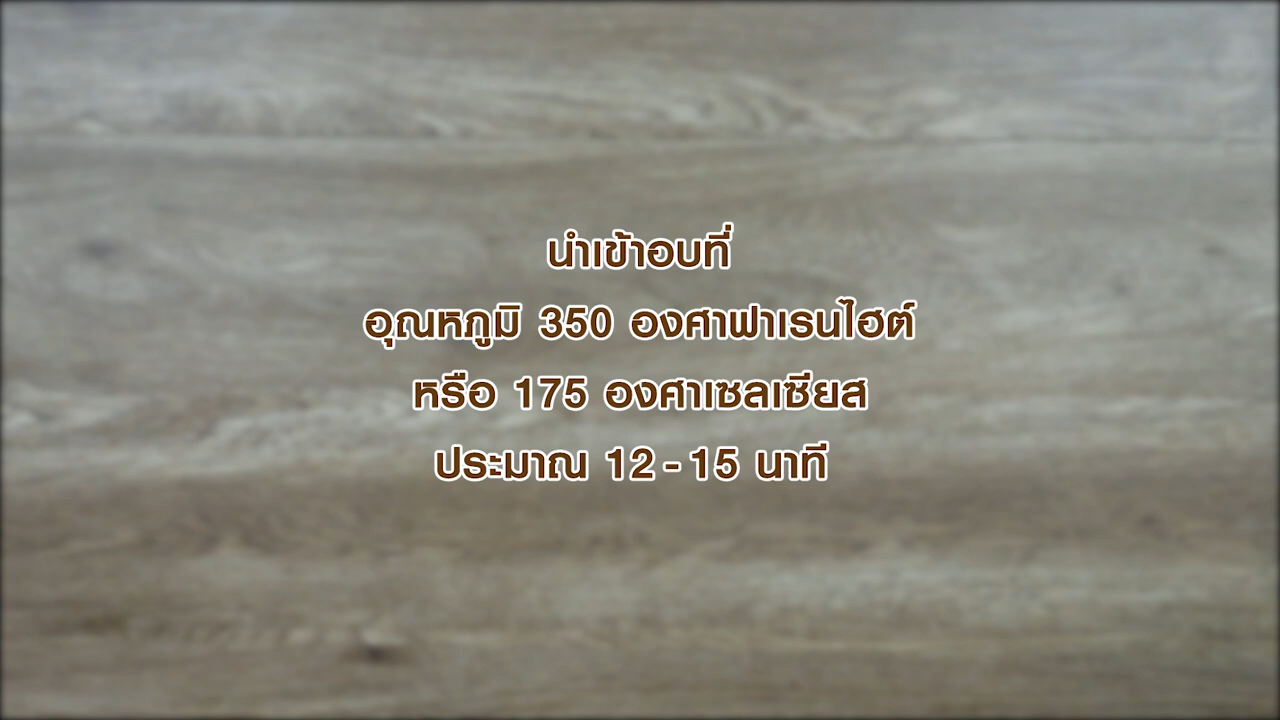 นำเข้าอบที่
อุณหภูมิ 350 องศาฟาเรนไฮต์
หรือ 175 องศาเซลเซียส
ประมาณ 12 - 15 นาที